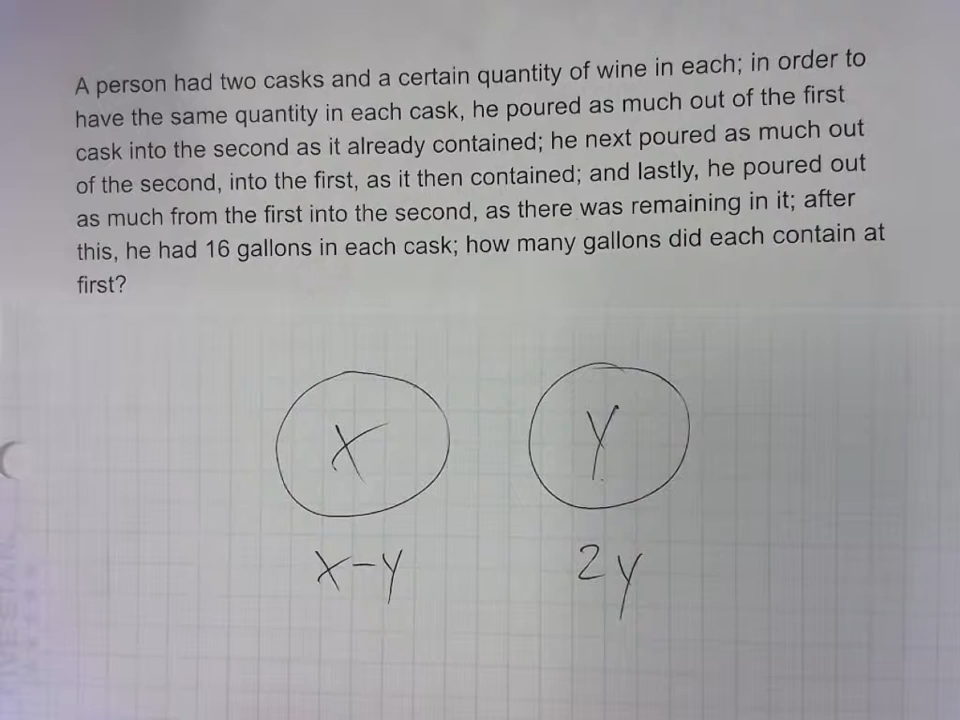 A person had two casks and a certain quantity of wine in each; in order to
have the same quantity in each cask, he poured as much out of the first
cask into the second as it already contained; he next poured as much out
of the second, into the first, as it then contained; and lastly, he poured out
as much from the first into the second, as there was remaining in it; after
this, he had 16 gallons in each cask; how many gallons did each contain at
first?
x y
x-y 2y